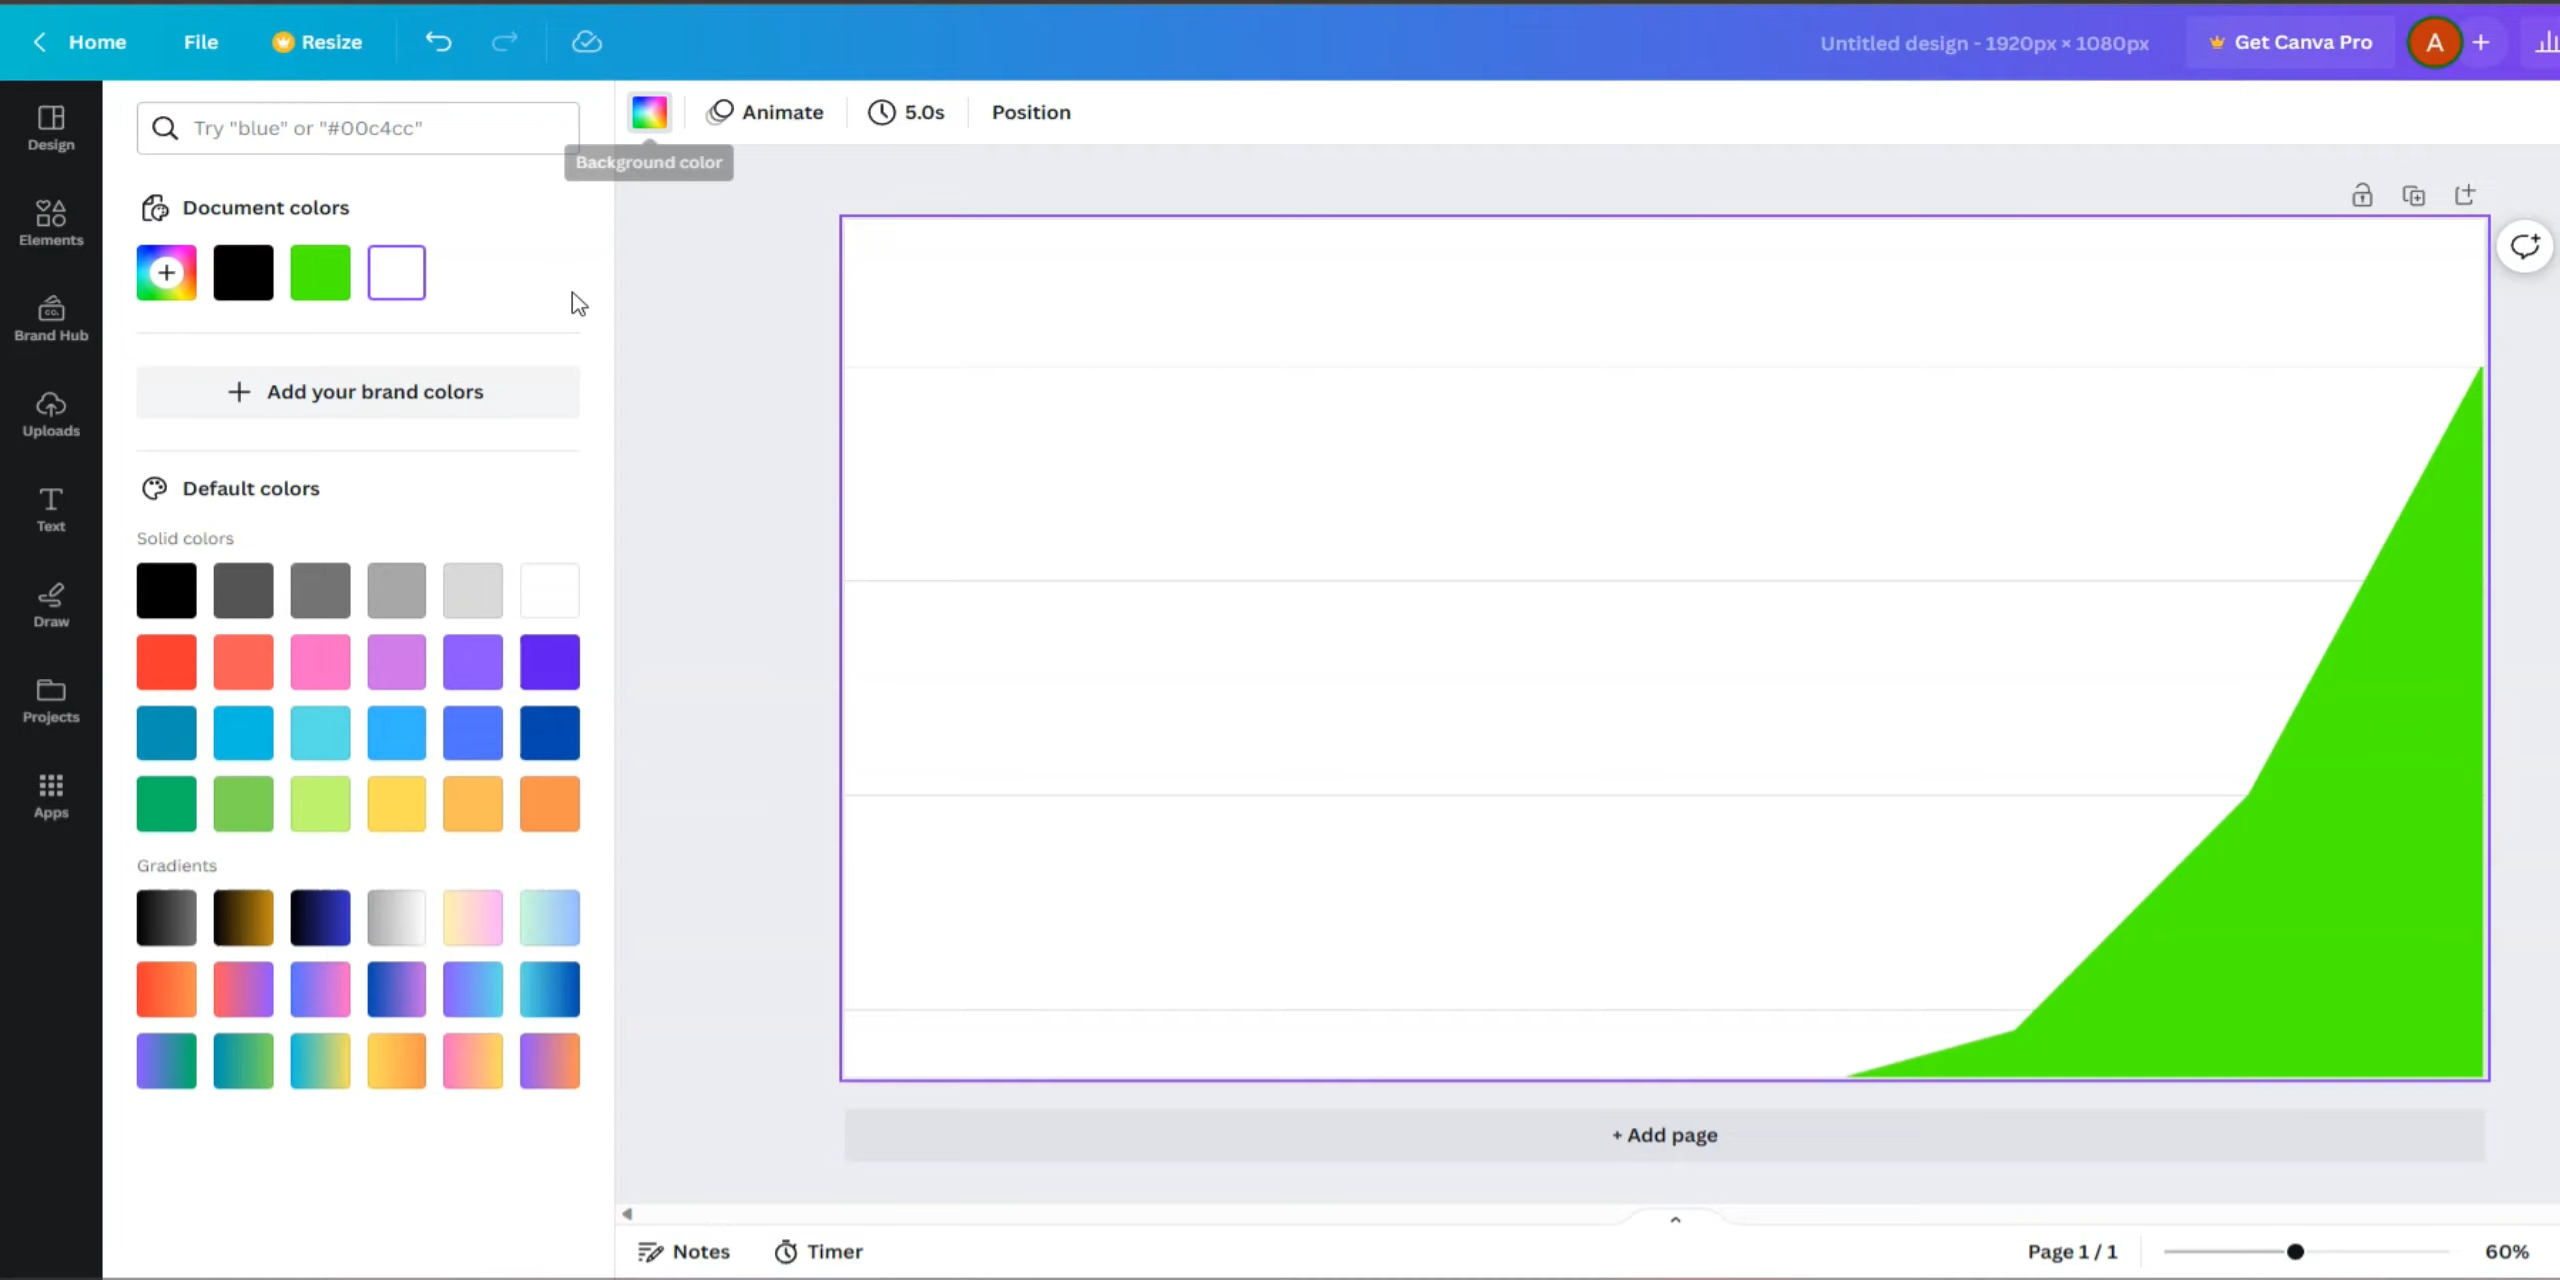 Home
File
Resize
Untitled design - 1920px × 1080px
Get Canva Pro
A
Design
Elements
Brand Hub
CO.
Uploads
Text
Draw
Projects
Apps
Try "blue" or "#00c4cc"
Document colors
Add your brand colors
Default colors
Solid colors
Gradients
Animate
5.0s
Position
Background color
+ Add page
Notes
Timer
Page 1 / 1
60%